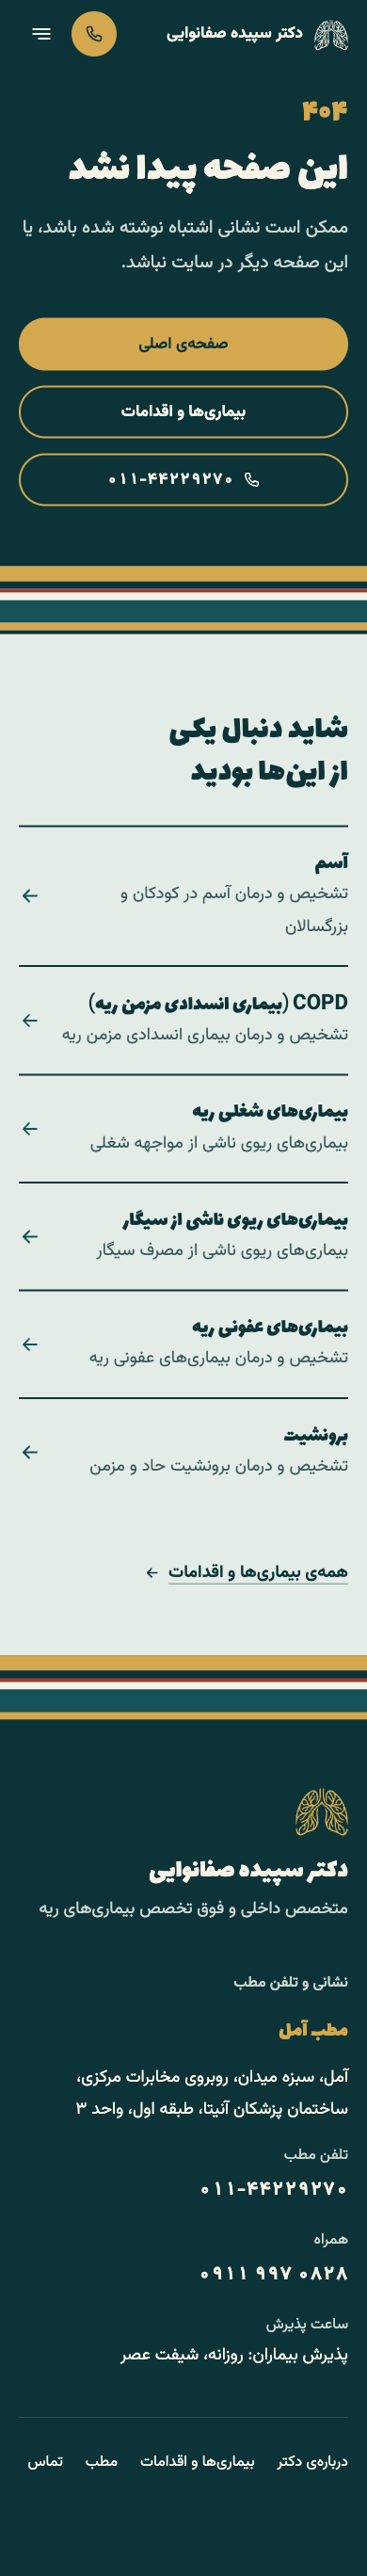 دکتر سپیده صفانوایی
۴۰۴
این صفحه پیدا نشد
ممکن است نشانی اشتباه نوشته شده باشد، یا
این صفحه دیگر در سایت نباشد.
صفحه‌ی اصلی
بیماری‌ها و اقدامات
۰۱۱-۴۴۲۲۹۲۷۰
شاید دنبال یکی
از این‌ها بودید
آسم
تشخیص و درمان آسم در کودکان و
بزرگسالان
COPD (بیماری انسدادی مزمن ریه)
تشخیص و درمان بیماری انسدادی مزمن ریه
بیماری‌های شغلی ریه
بیماری‌های ریوی ناشی از مواجهه شغلی
بیماری‌های ریوی ناشی از سیگار
بیماری‌های ریوی ناشی از مصرف سیگار
بیماری‌های عفونی ریه
تشخیص و درمان بیماری‌های عفونی ریه
برونشیت
تشخیص و درمان برونشیت حاد و مزمن
همه‌ی بیماری‌ها و اقدامات
دکتر سپیده صفانوایی
متخصص داخلی و فوق تخصص بیماری‌های ریه
نشانی و تلفن مطب
مطب آمل
آمل، سبزه میدان، روبروی مخابرات مرکزی،
ساختمان پزشکان آنیتا، طبقه اول، واحد ۳
تلفن مطب
۰۱۱-۴۴۲۲۹۲۷۰
همراه
۰۹۱۱ ۹۹۷ ۰۸۲۸
ساعت پذیرش
پذیرش بیماران: روزانه، شیفت عصر
درباره‌ی دکتر بیماری‌ها و اقدامات مطب تماس